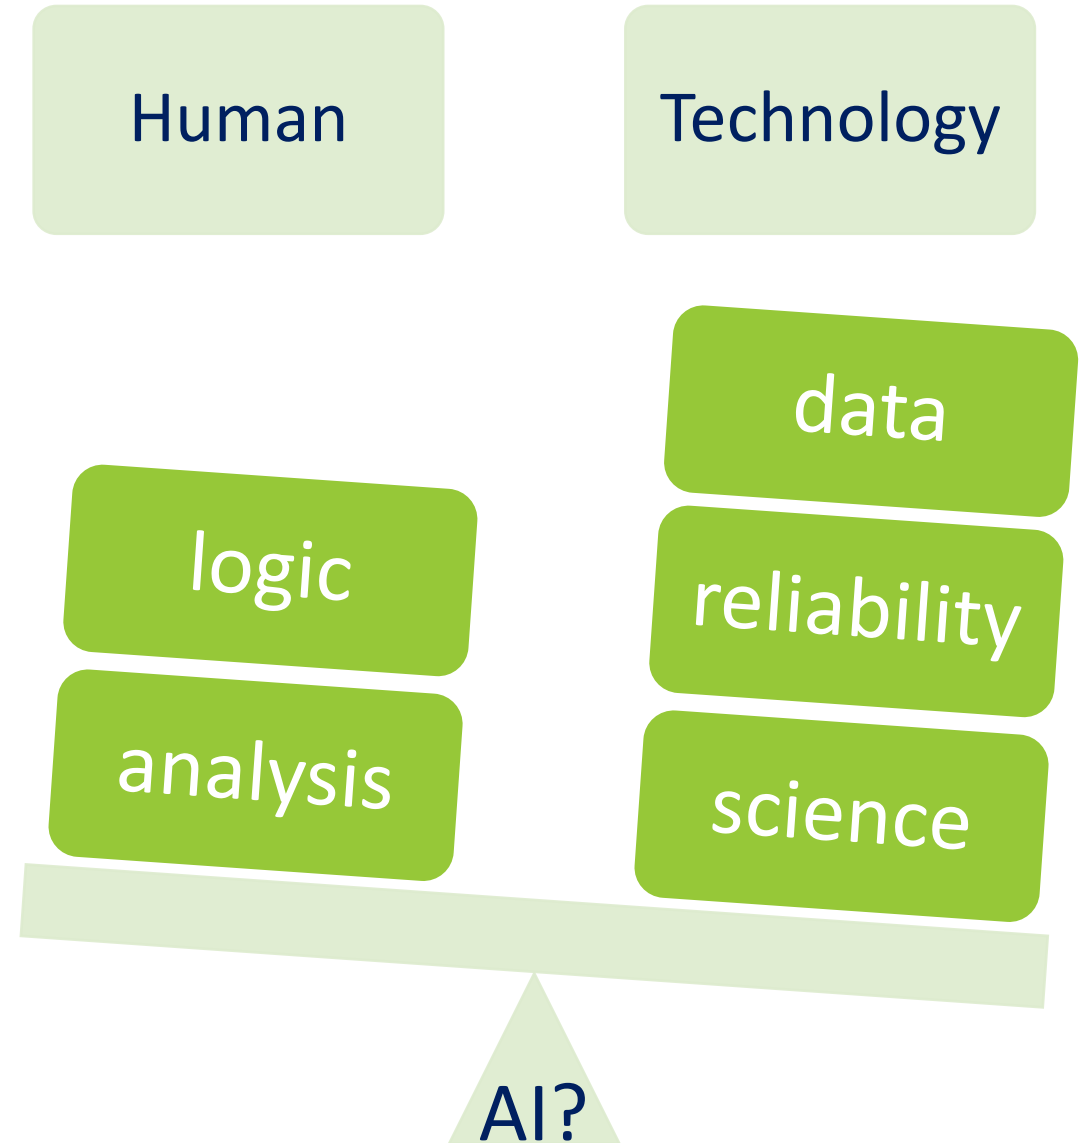 Human
Technology
logic
analysis
data
reliability
science
AI?